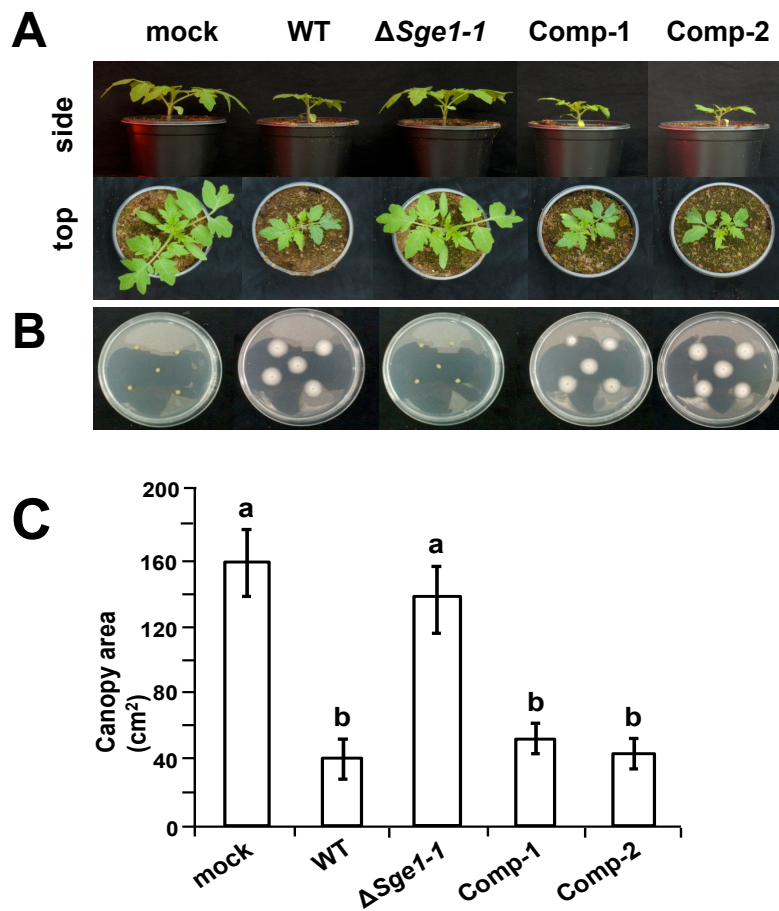 A
mock WT ΔSge1-1 Comp-1 Comp-2
side
top
B
C
Canopy area
(cm²)
200
160
120
80
40
0
a
b
a
b
b
mock
WT
ΔSge1-1
Comp-1
Comp-2